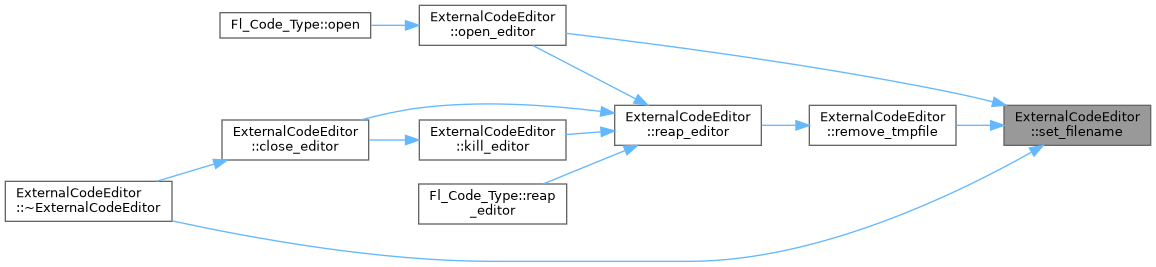 Fl_Code_Type::open
ExternalCodeEditor
::open_editor
ExternalCodeEditor
::close_editor
ExternalCodeEditor
::kill_editor
ExternalCodeEditor
::reap_editor
ExternalCodeEditor
::remove_tmpfile
ExternalCodeEditor
::set_filename
ExternalCodeEditor
::~ExternalCodeEditor
Fl_Code_Type::reap
_editor